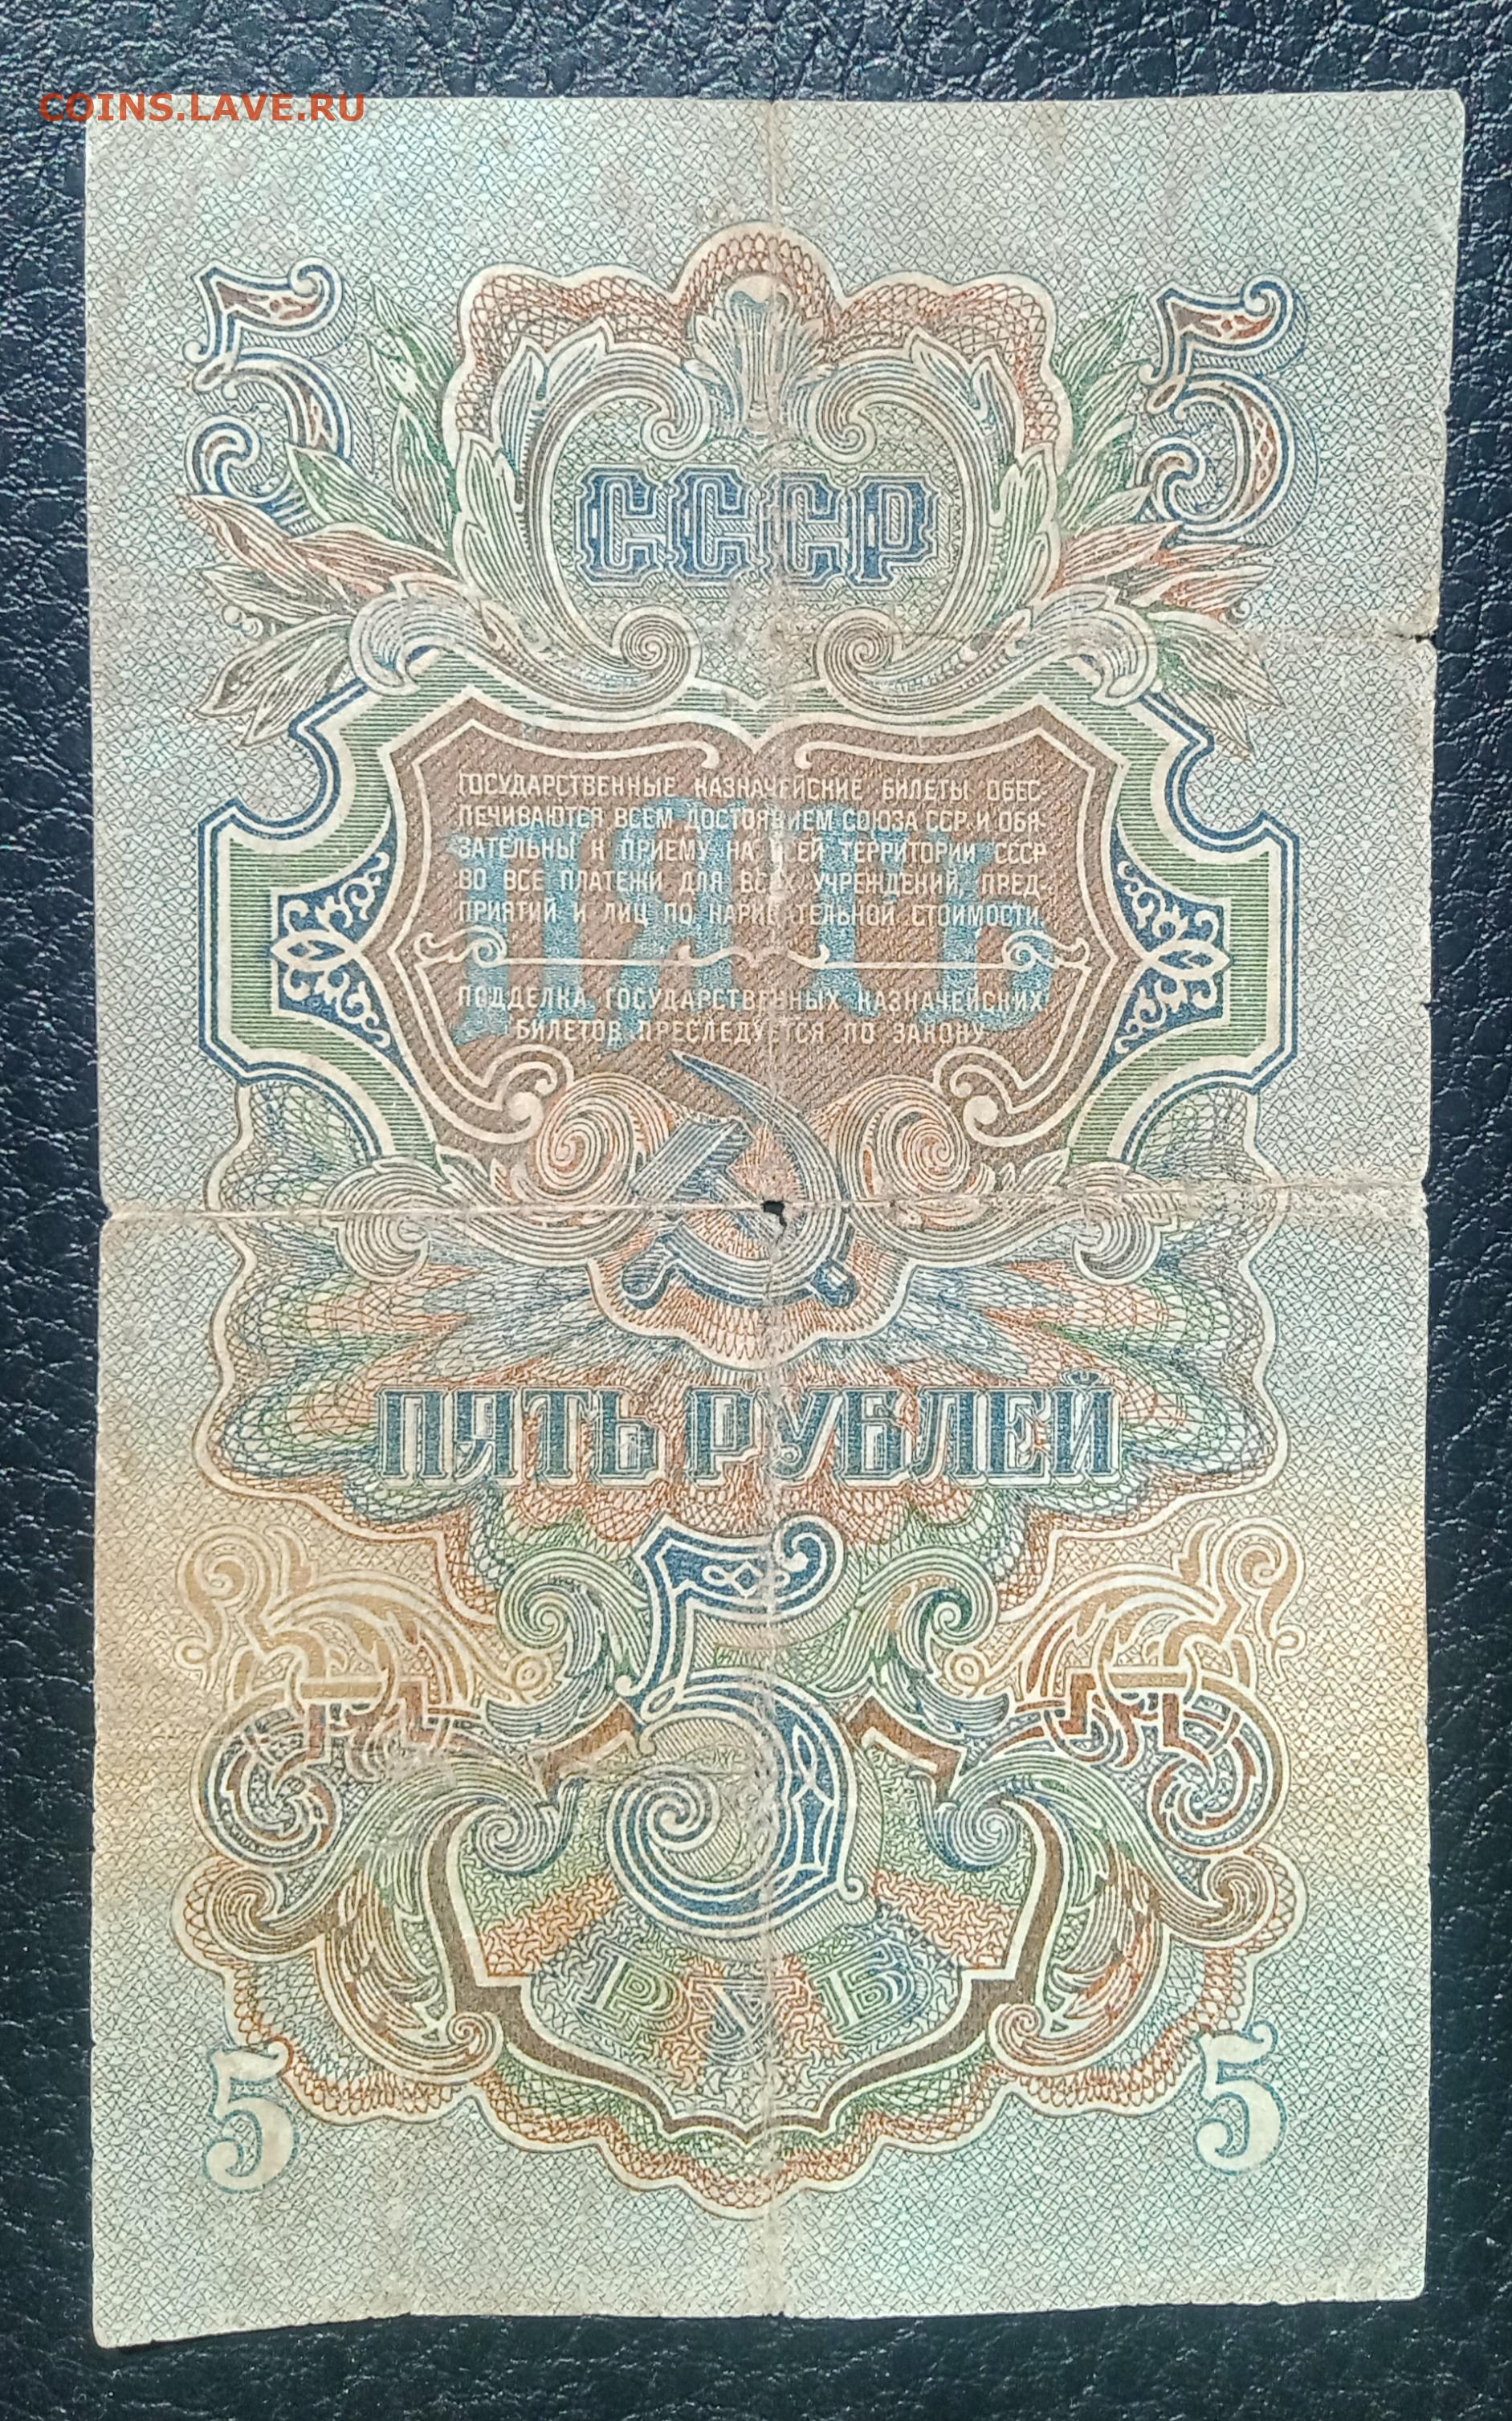 COINS.LAVE.RU
5 5
СССР
ГОСУДАРСТВЕННЫЕ КАЗНАЧЕЙСКИЕ БИЛЕТЫ ОБЕС
ПЕЧИВАЮТСЯ ВСЕМ ДОСТОЯНИЕМ СОЮЗА ССР И ОБЯ-
ЗАТЕЛЬНЫ К ПРИЕМУ НА ВСЕЙ ТЕРРИТОРИИ СССР
ВО ВСЕ ПЛАТЕЖИ ДЛЯ ВСЕХ УЧРЕЖДЕНИЙ, ПРЕД-
ПРИЯТИЙ И ЛИЦ ПО НАРИЦАТЕЛЬНОЙ СТОИМОСТИ.
ПЯТЬ
ПОДДЕЛКА ГОСУДАРСТВЕННЫХ КАЗНАЧЕЙСКИХ
БИЛЕТОВ ПРЕСЛЕДУЕТСЯ ПО ЗАКОНУ
ПЯТЬ РУБЛЕЙ
5
РУБ
5 5